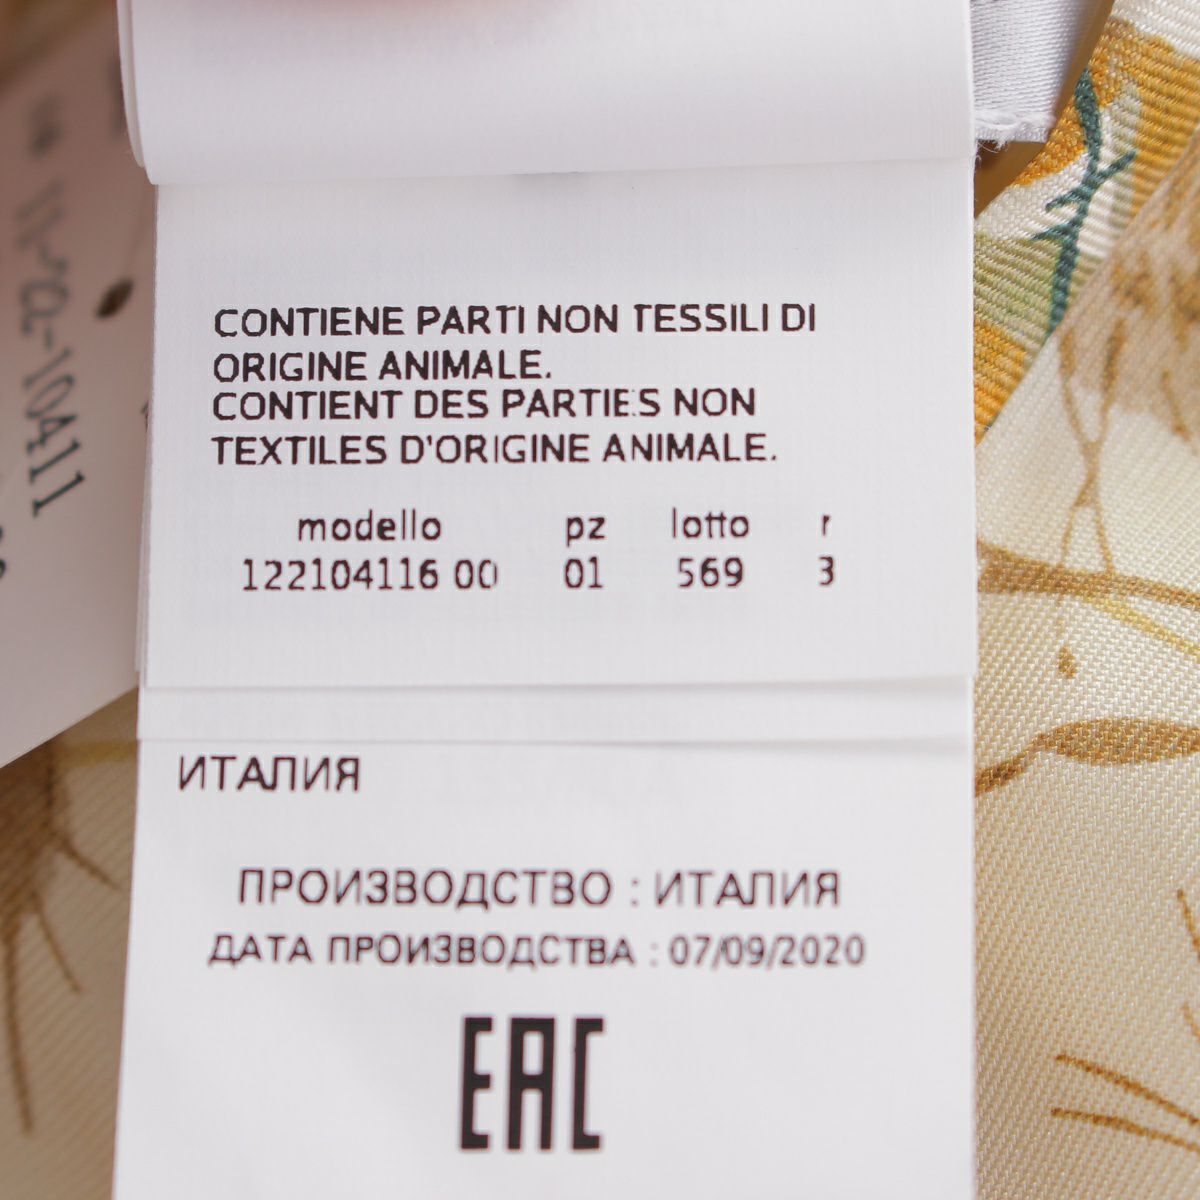 CONTIENE PARTI NON TESSILI DI
ORIGINE ANIMALE.
CONTIENT DES PARTIES NON
TEXTILES D'ORIGINE ANIMALE.
modello pz lotto r
122104116 00 01 569 3
ИТАЛИЯ
ПРОИЗВОДСТВО : ИТАЛИЯ
ДАТА ПРОИЗВОДСТВА : 07/09/2020
EAC